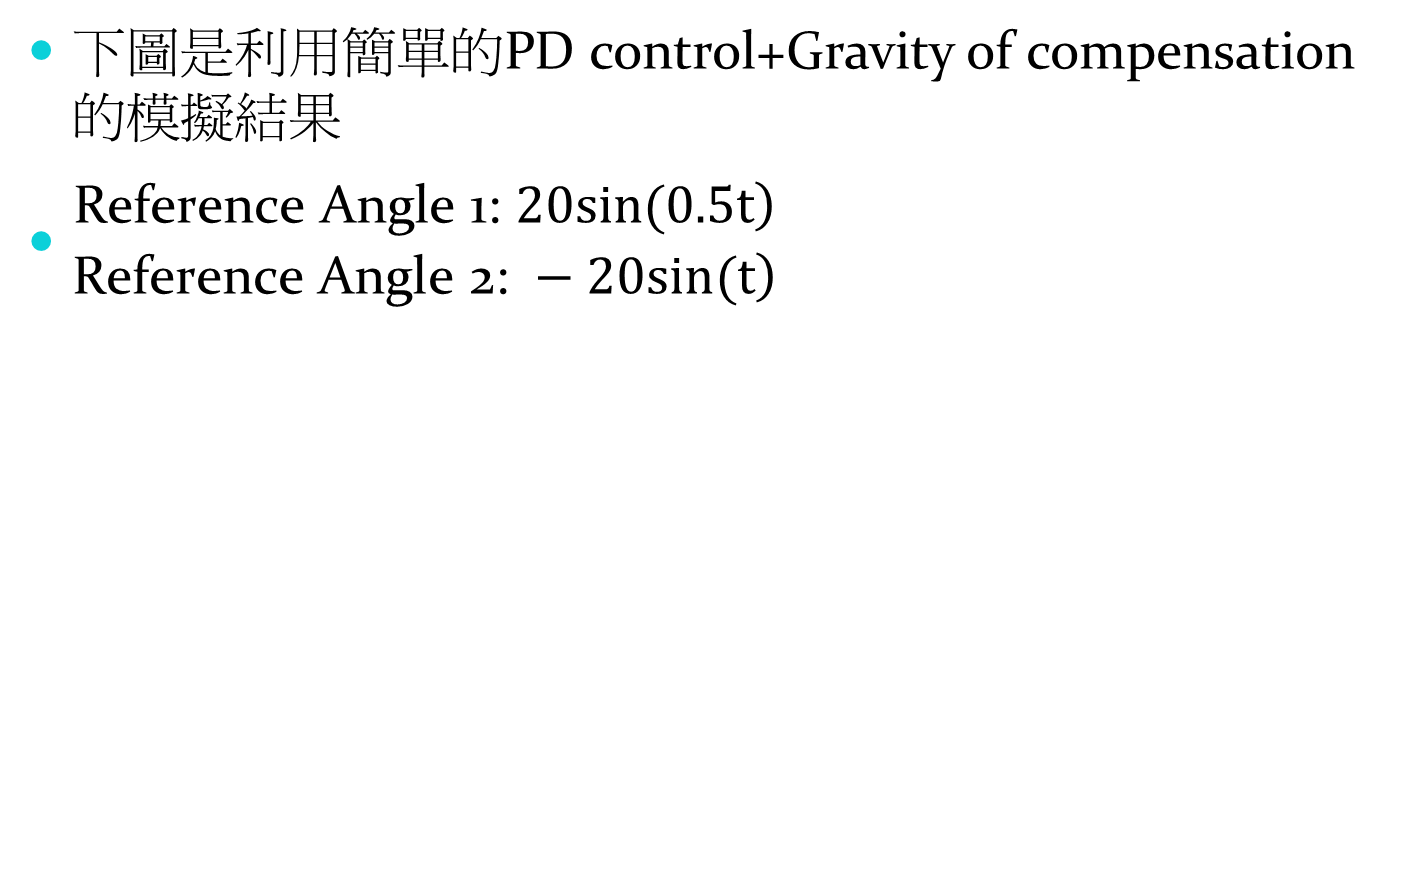 下圖是利用簡單的PD control+Gravity of compensation
的模擬結果
Reference Angle 1: 20sin(0.5t)
Reference Angle 2: −20sin(t)